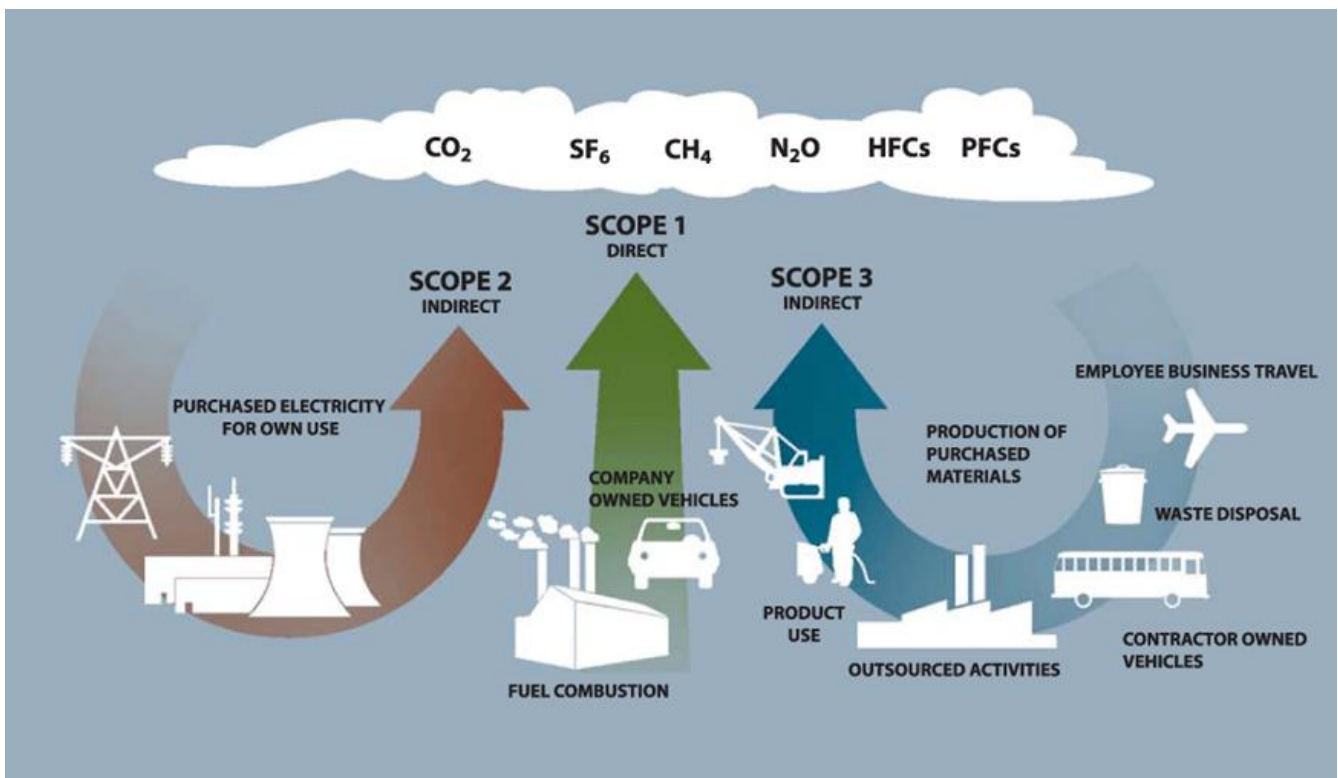 CO₂ SF₆ CH₄ N₂O HFCs PFCs
SCOPE 1
DIRECT
SCOPE 2
INDIRECT
SCOPE 3
INDIRECT
PURCHASED ELECTRICITY
FOR OWN USE
COMPANY
OWNED VEHICLES
FUEL COMBUSTION
EMPLOYEE BUSINESS TRAVEL
PRODUCTION OF
PURCHASED
MATERIALS
WASTE DISPOSAL
PRODUCT
USE
OUTSOURCED ACTIVITIES
CONTRACTOR OWNED
VEHICLES